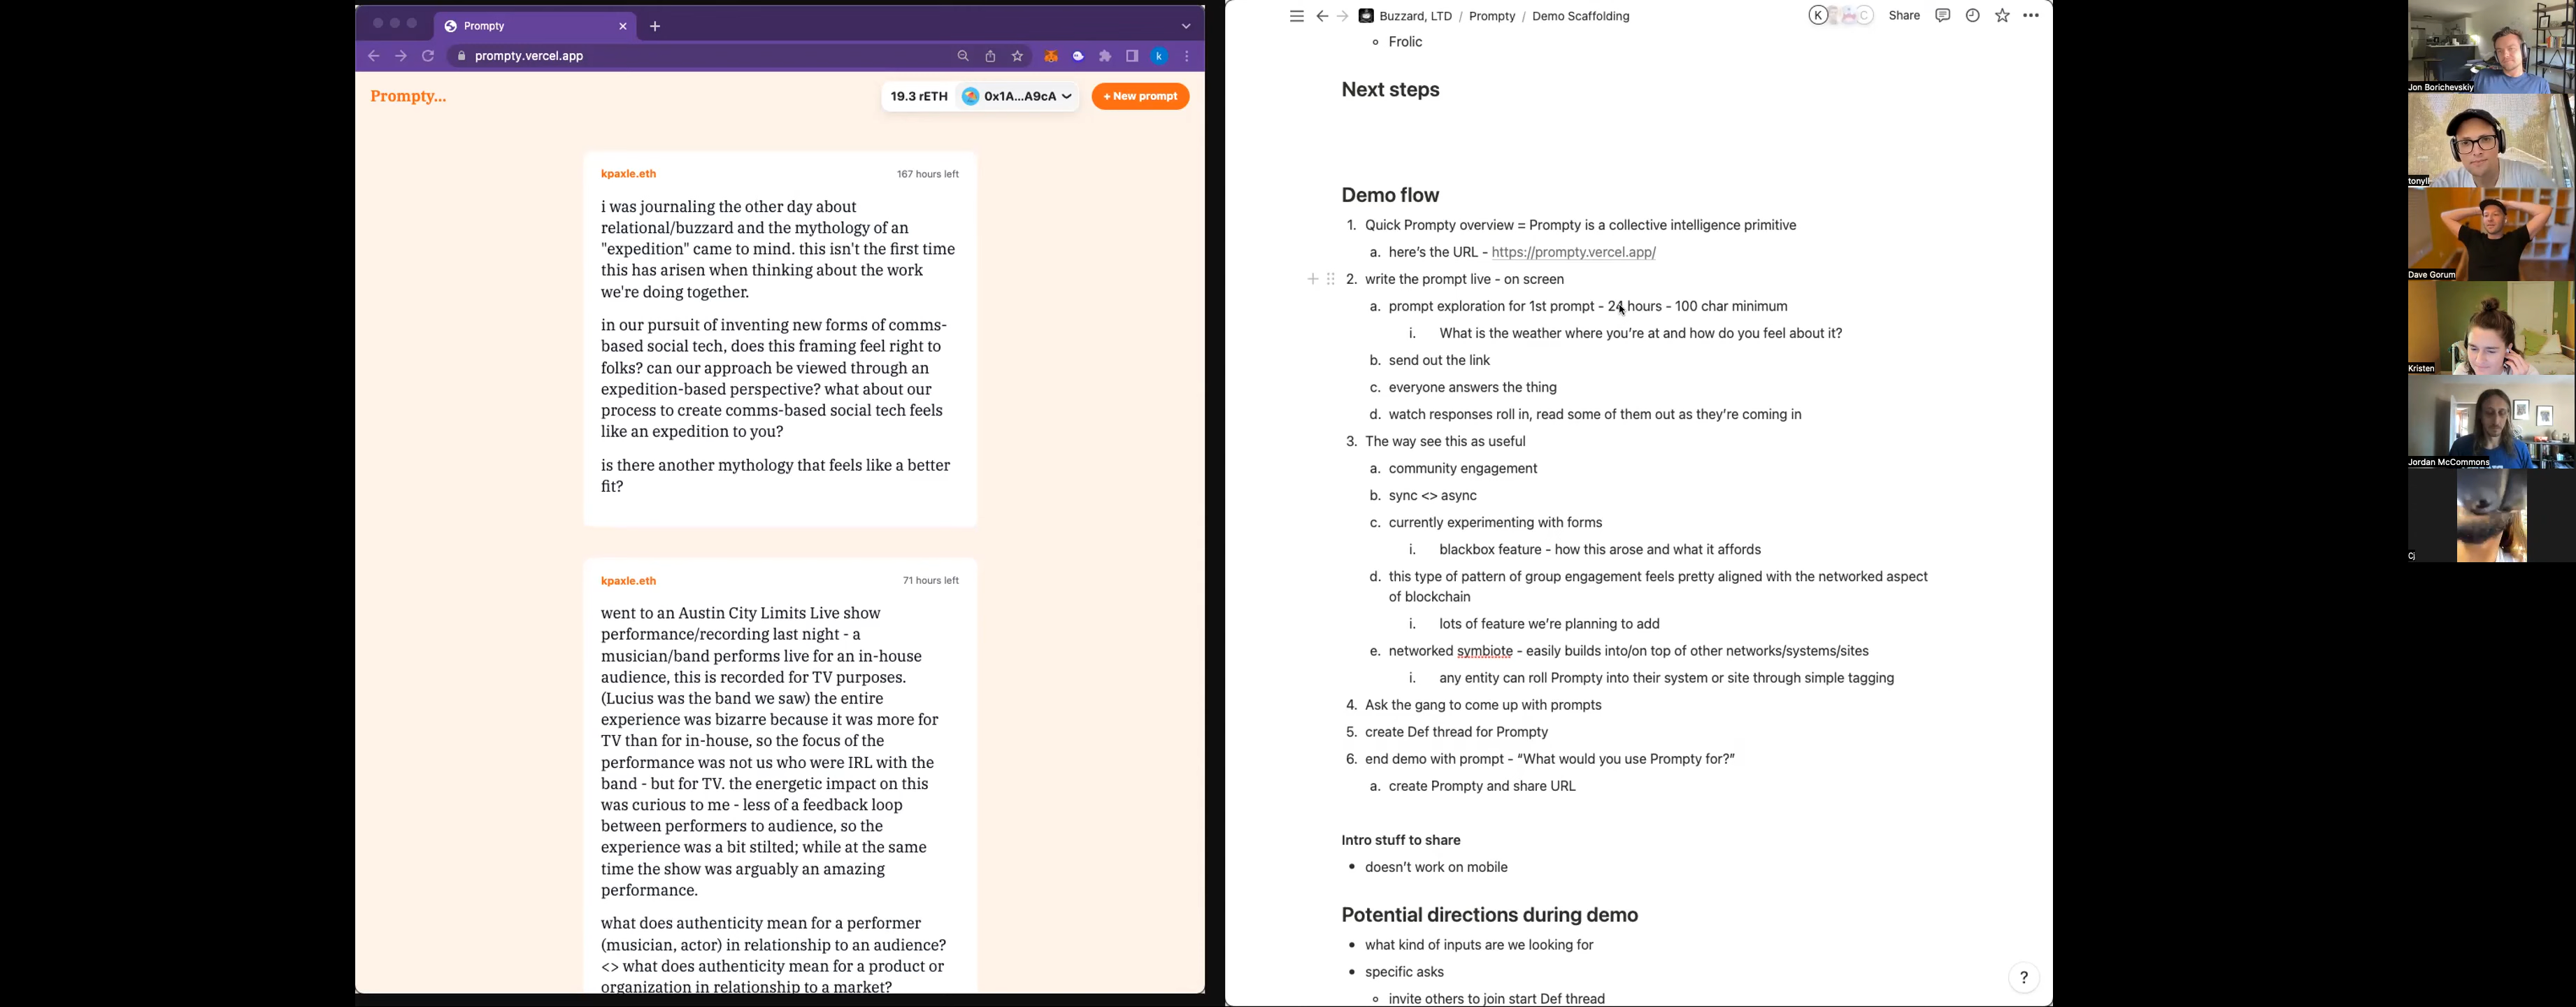 Prompty
prompty.vercel.app
k
Prompty...
19.3 rETH
0x1A...A9cA
+ New prompt
kpaxle.eth
167 hours left
i was journaling the other day about
relational/buzzard and the mythology of an
"expedition" came to mind. this isn't the first time
this has arisen when thinking about the work
we're doing together.
in our pursuit of inventing new forms of comms-
based social tech, does this framing feel right to
folks? can our approach be viewed through an
expedition-based perspective? what about our
process to create comms-based social tech feels
like an expedition to you?
is there another mythology that feels like a better
fit?
kpaxle.eth
71 hours left
went to an Austin City Limits Live show
performance/recording last night - a
musician/band performs live for an in-house
audience, this is recorded for TV purposes.
(Lucius was the band we saw) the entire
experience was bizarre because it was more for
TV than for in-house, so the focus of the
performance was not us who were IRL with the
band - but for TV. the energetic impact on this
was curious to me - less of a feedback loop
between performers to audience, so the
experience was a bit stilted; while at the same
time the show was arguably an amazing
performance.
what does authenticity mean for a performer
(musician, actor) in relationship to an audience?
<> what does authenticity mean for a product or
organization in relationship to a market?
Buzzard, LTD / Prompty / Demo Scaffolding
K
C
Share
Frolic
Next steps
Demo flow
1. Quick Prompty overview = Prompty is a collective intelligence primitive
a. here's the URL - https://prompty.vercel.app/
2. write the prompt live - on screen
a. prompt exploration for 1st prompt - 24 hours - 100 char minimum
i. What is the weather where you're at and how do you feel about it?
b. send out the link
c. everyone answers the thing
d. watch responses roll in, read some of them out as they're coming in
3. The way see this as useful
a. community engagement
b. sync <> async
c. currently experimenting with forms
i. blackbox feature - how this arose and what it affords
d. this type of pattern of group engagement feels pretty aligned with the networked aspect
of blockchain
i. lots of feature we're planning to add
e. networked symbiote - easily builds into/on top of other networks/systems/sites
i. any entity can roll Prompty into their system or site through simple tagging
4. Ask the gang to come up with prompts
5. create Def thread for Prompty
6. end demo with prompt - "What would you use Prompty for?"
a. create Prompty and share URL
Intro stuff to share
doesn't work on mobile
Potential directions during demo
what kind of inputs are we looking for
specific asks
invite others to join start Def thread
?
Jon Borichevskiy
tonyll
Dave Gorum
Kristen
Jordan McCommons
Cj